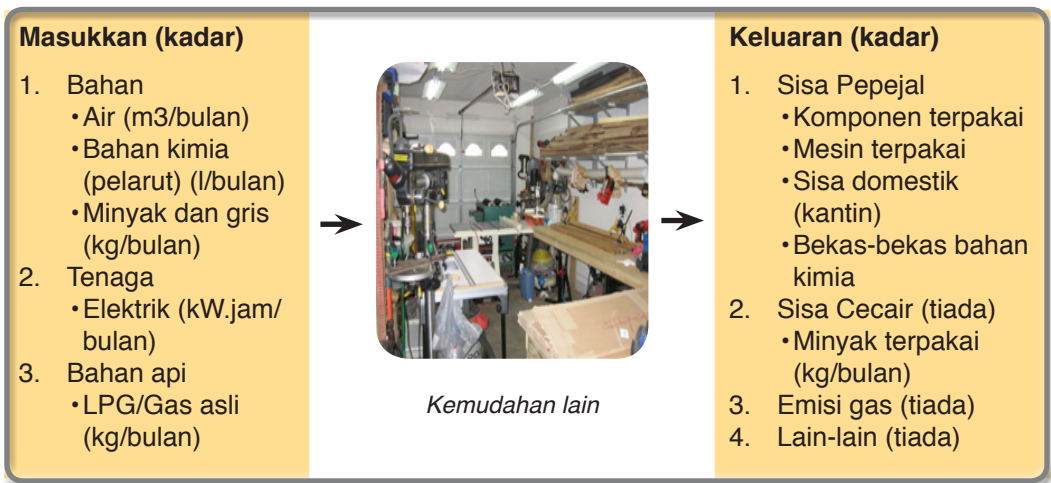 Masukkan (kadar)
1. Bahan
•Air (m3/bulan)
•Bahan kimia
(pelarut) (l/bulan)
•Minyak dan gris
(kg/bulan)
2. Tenaga
•Elektrik (kW.jam/
bulan)
3. Bahan api
•LPG/Gas asli
(kg/bulan)
Kemudahan lain
Keluaran (kadar)
1. Sisa Pepejal
•Komponen terpakai
•Mesin terpakai
•Sisa domestik
(kantin)
•Bekas-bekas bahan
kimia
2. Sisa Cecair (tiada)
•Minyak terpakai
(kg/bulan)
3. Emisi gas (tiada)
4. Lain-lain (tiada)